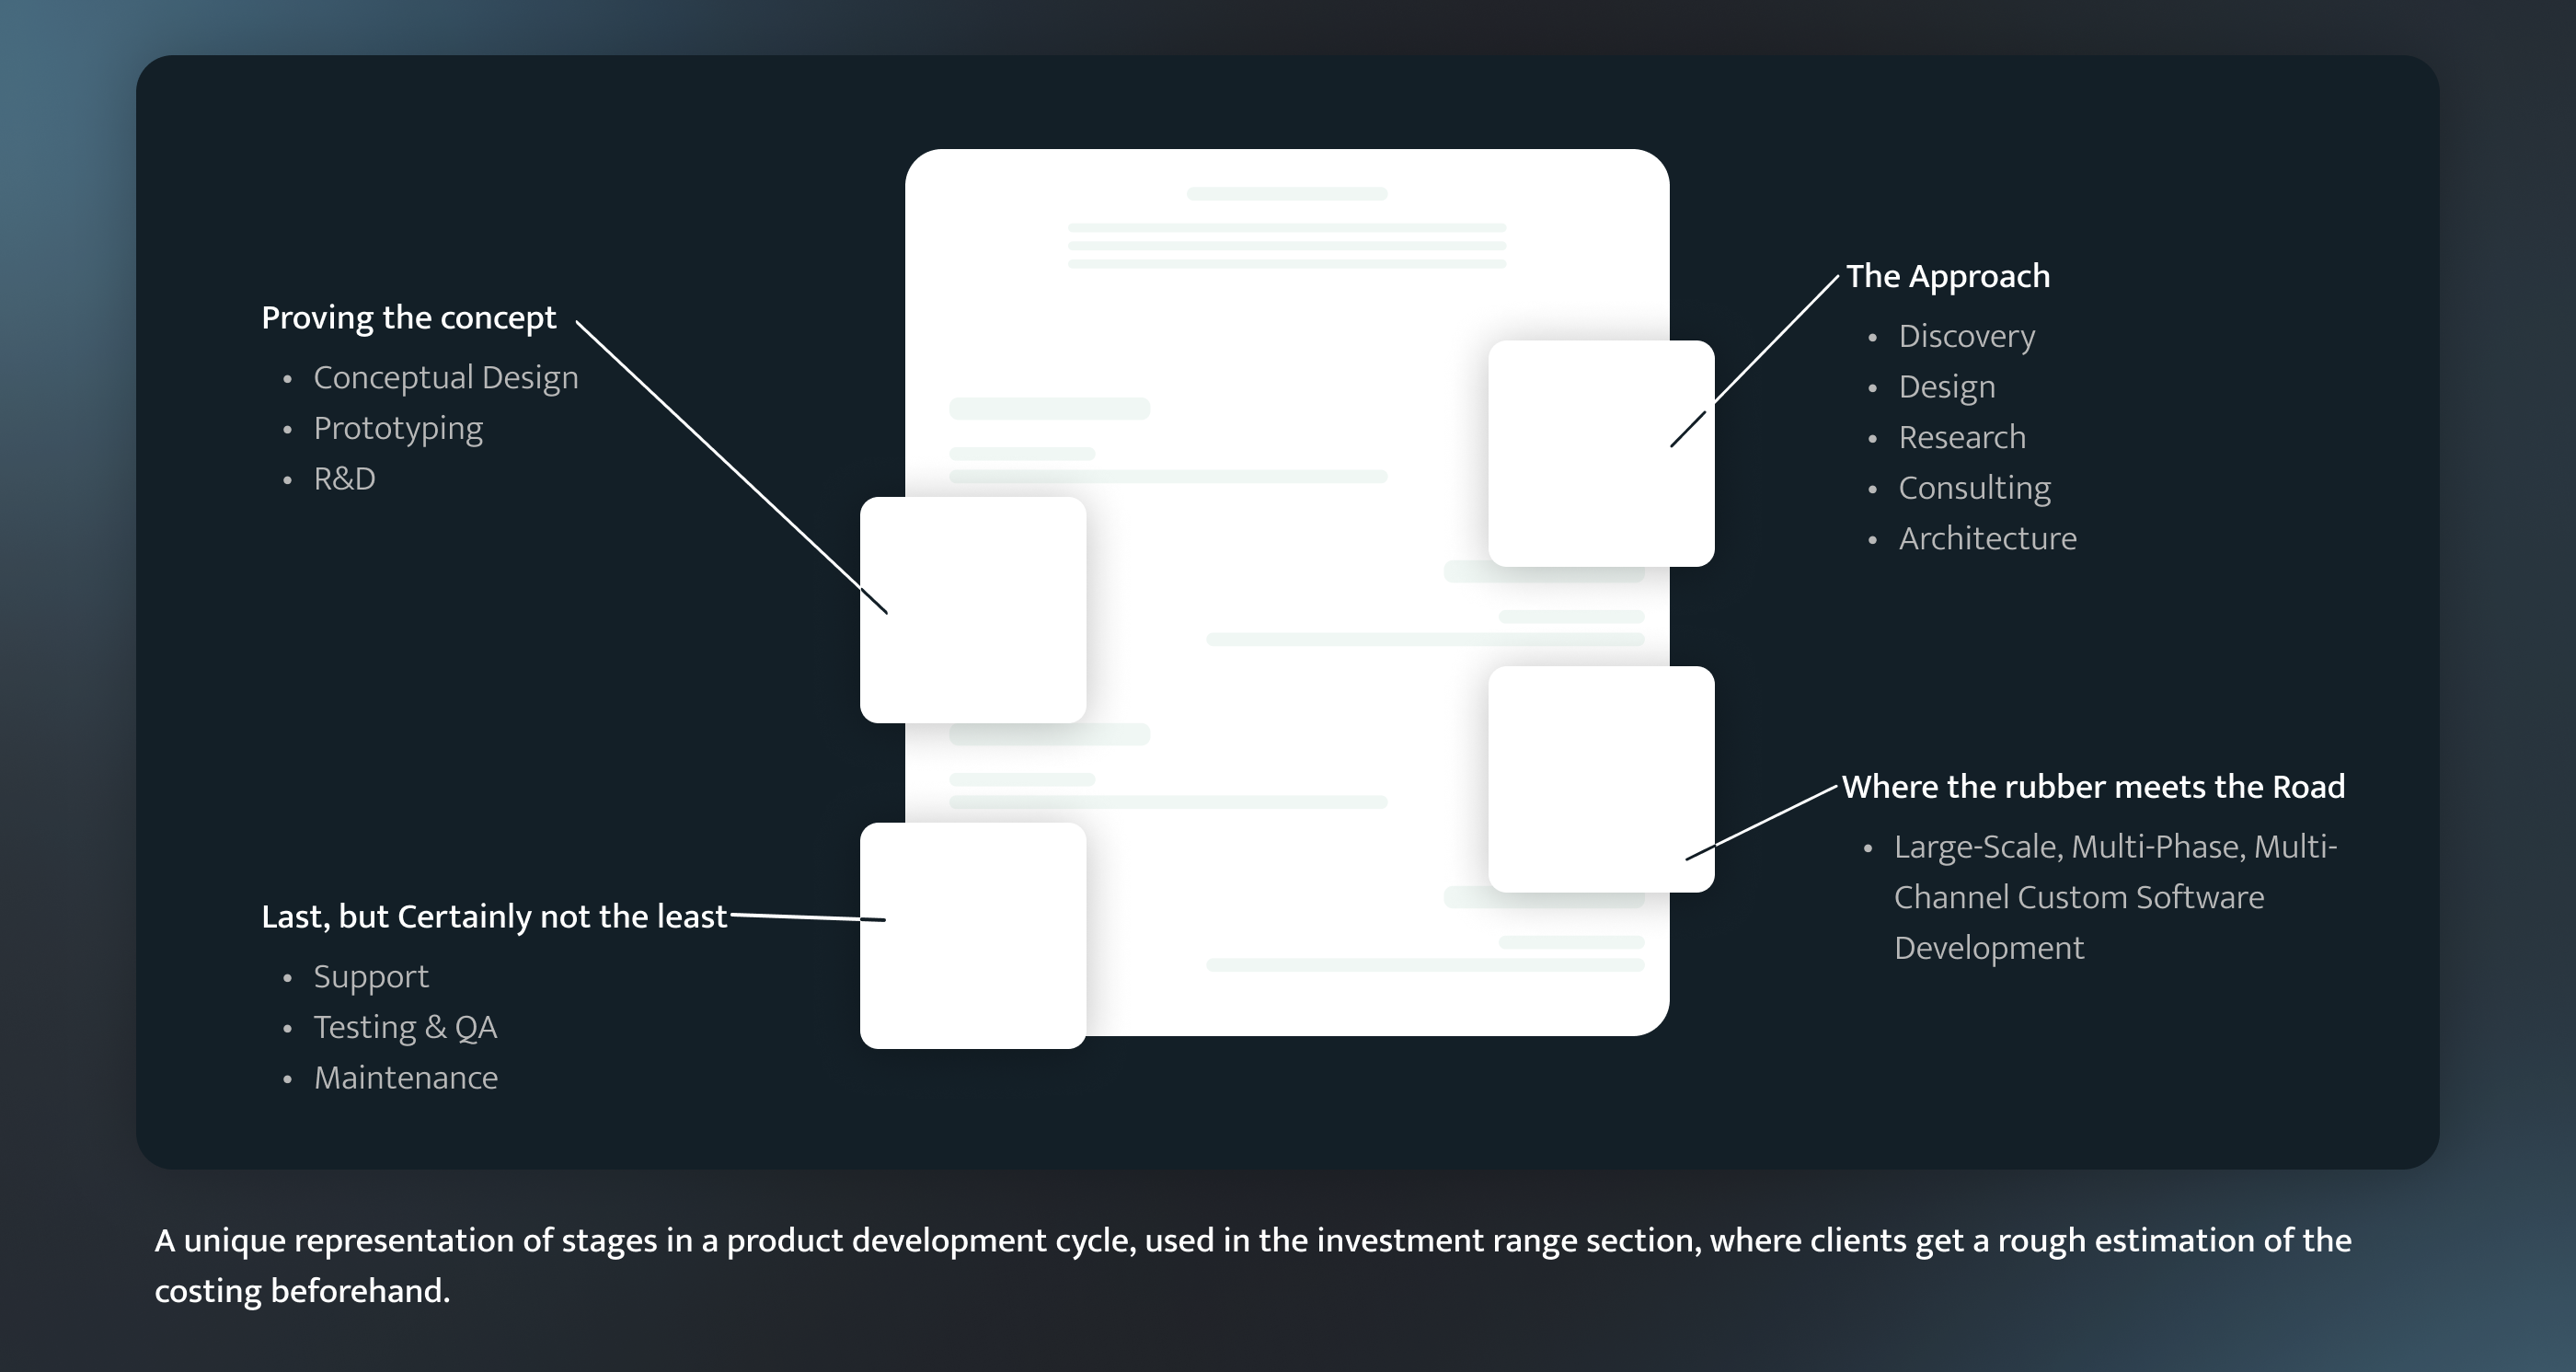 Proving the concept
• Conceptual Design
• Prototyping
• R&D
The Approach
• Discovery
• Design
• Research
• Consulting
• Architecture
Last, but Certainly not the least
• Support
• Testing & QA
• Maintenance
Where the rubber meets the Road
• Large-Scale, Multi-Phase, Multi-
Channel Custom Software
Development
A unique representation of stages in a product development cycle, used in the investment range section, where clients get a rough estimation of the
costing beforehand.